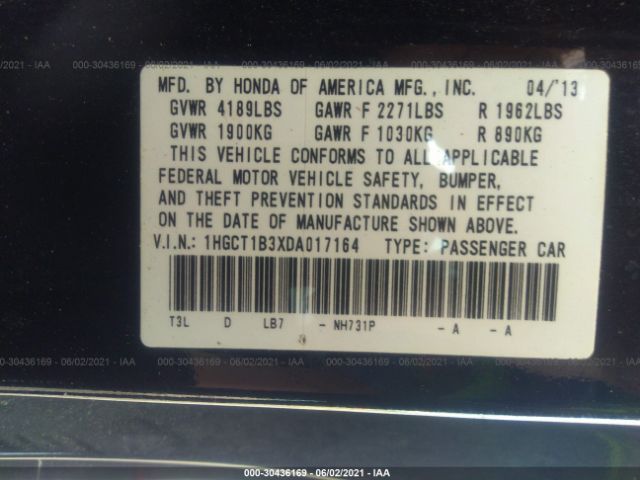 000-30436169 - 06/02/2021 - IAA
MFD. BY HONDA OF AMERICA MFG., INC. 04/'13
GVWR 4189LBS GAWR F 2271LBS R 1962LBS
GVWR 1900KG GAWR F 1030KG R 890KG
THIS VEHICLE CONFORMS TO ALL APPLICABLE
FEDERAL MOTOR VEHICLE SAFETY, BUMPER,
AND THEFT PREVENTION STANDARDS IN EFFECT
ON THE DATE OF MANUFACTURE SHOWN ABOVE.
V.I.N.: 1HGCT1B3XDA017164 TYPE: PASSENGER CAR
T3L D LB7 - NH731P - A - A
000-30436169 - 06/02/2021 - IAA
000-30436169 - 06/02/2021 - IAA